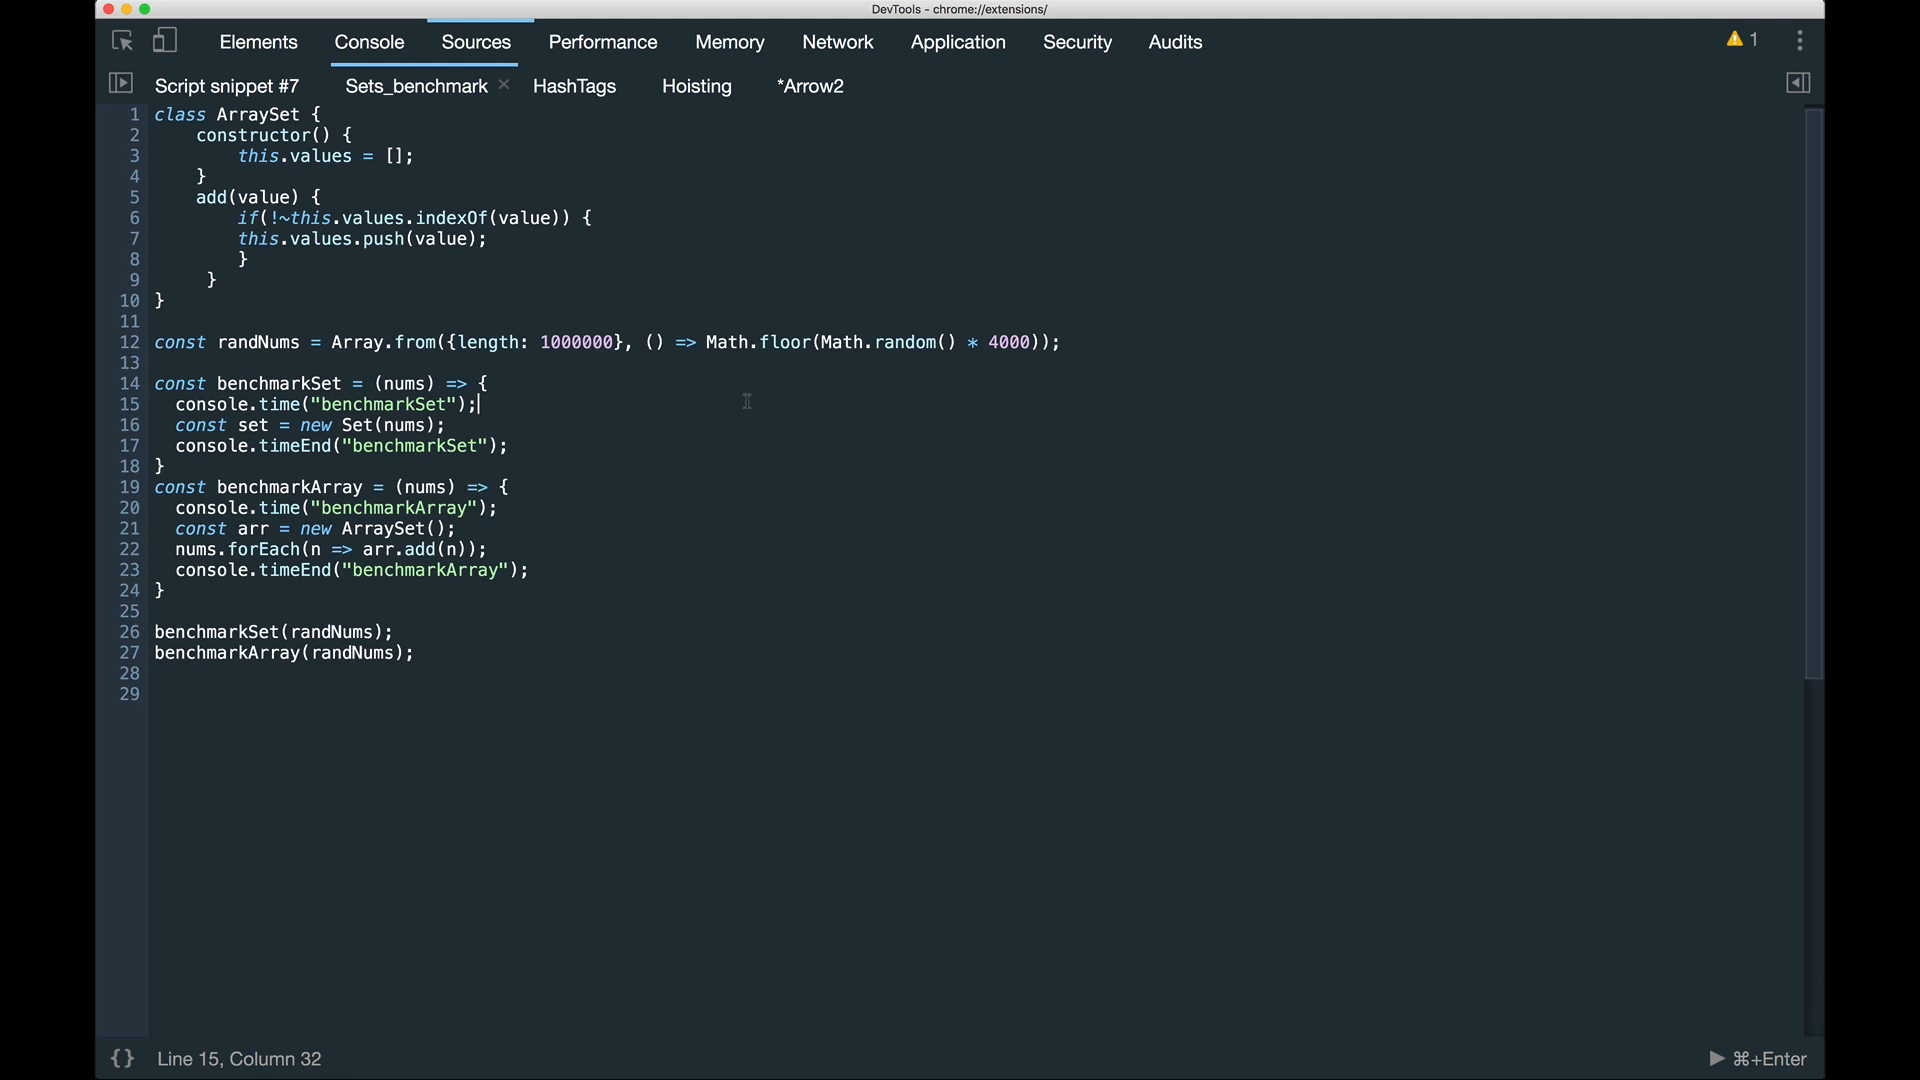 DevTools - chrome://extensions/
Elements Console Sources Performance Memory Network Application Security Audits 1
Script snippet #7 Sets_benchmark × HashTags Hoisting *Arrow2
1 class ArraySet {
2     constructor() {
3         this.values = [];
4     }
5     add(value) {
6         if(!~this.values.indexOf(value)) {
7         this.values.push(value);
8         }
9      }
10 }
11
12 const randNums = Array.from({length: 1000000}, () => Math.floor(Math.random() * 4000));
13
14 const benchmarkSet = (nums) => {
15   console.time("benchmarkSet");
16   const set = new Set(nums);
17   console.timeEnd("benchmarkSet");
18 }
19 const benchmarkArray = (nums) => {
20   console.time("benchmarkArray");
21   const arr = new ArraySet();
22   nums.forEach(n => arr.add(n));
23   console.timeEnd("benchmarkArray");
24 }
25
26 benchmarkSet(randNums);
27 benchmarkArray(randNums);
28
29
{} Line 15, Column 32 ⌘+Enter